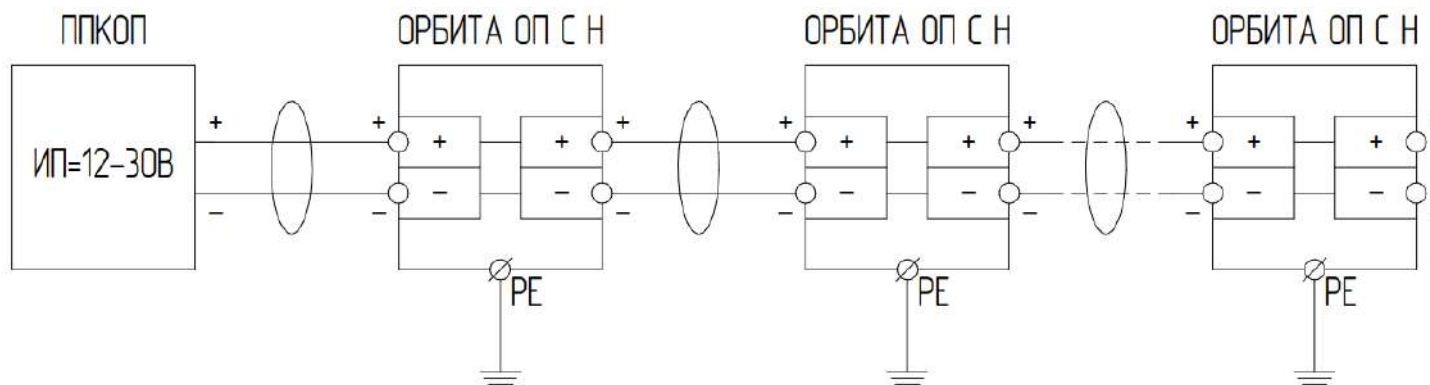 ППКОП ОРБИТА ОП С Н ОРБИТА ОП С Н ОРБИТА ОП С Н
+ + + + + +
+ + + + + +
ИП=12-30В
− − − − − −
− − − − − −
PE PE PE